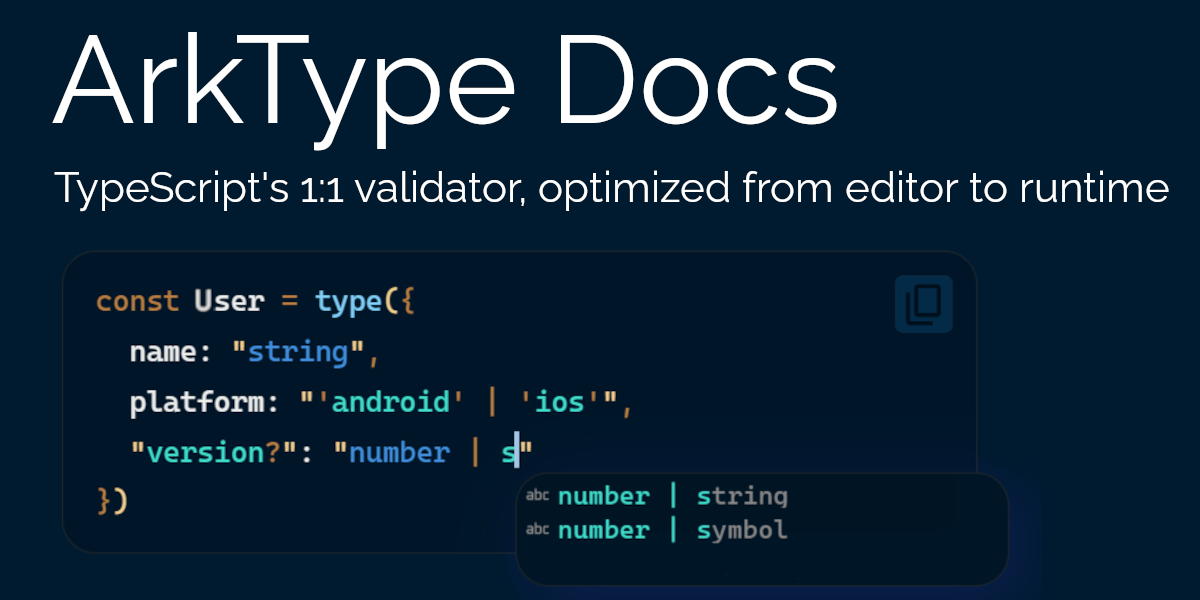 ArkType Docs
TypeScript's 1:1 validator, optimized from editor to runtime
const User = type({
name: "string",
platform: "'android' | 'ios'",
"version?": "number | s"
})
abc number | string
abc number | symbol